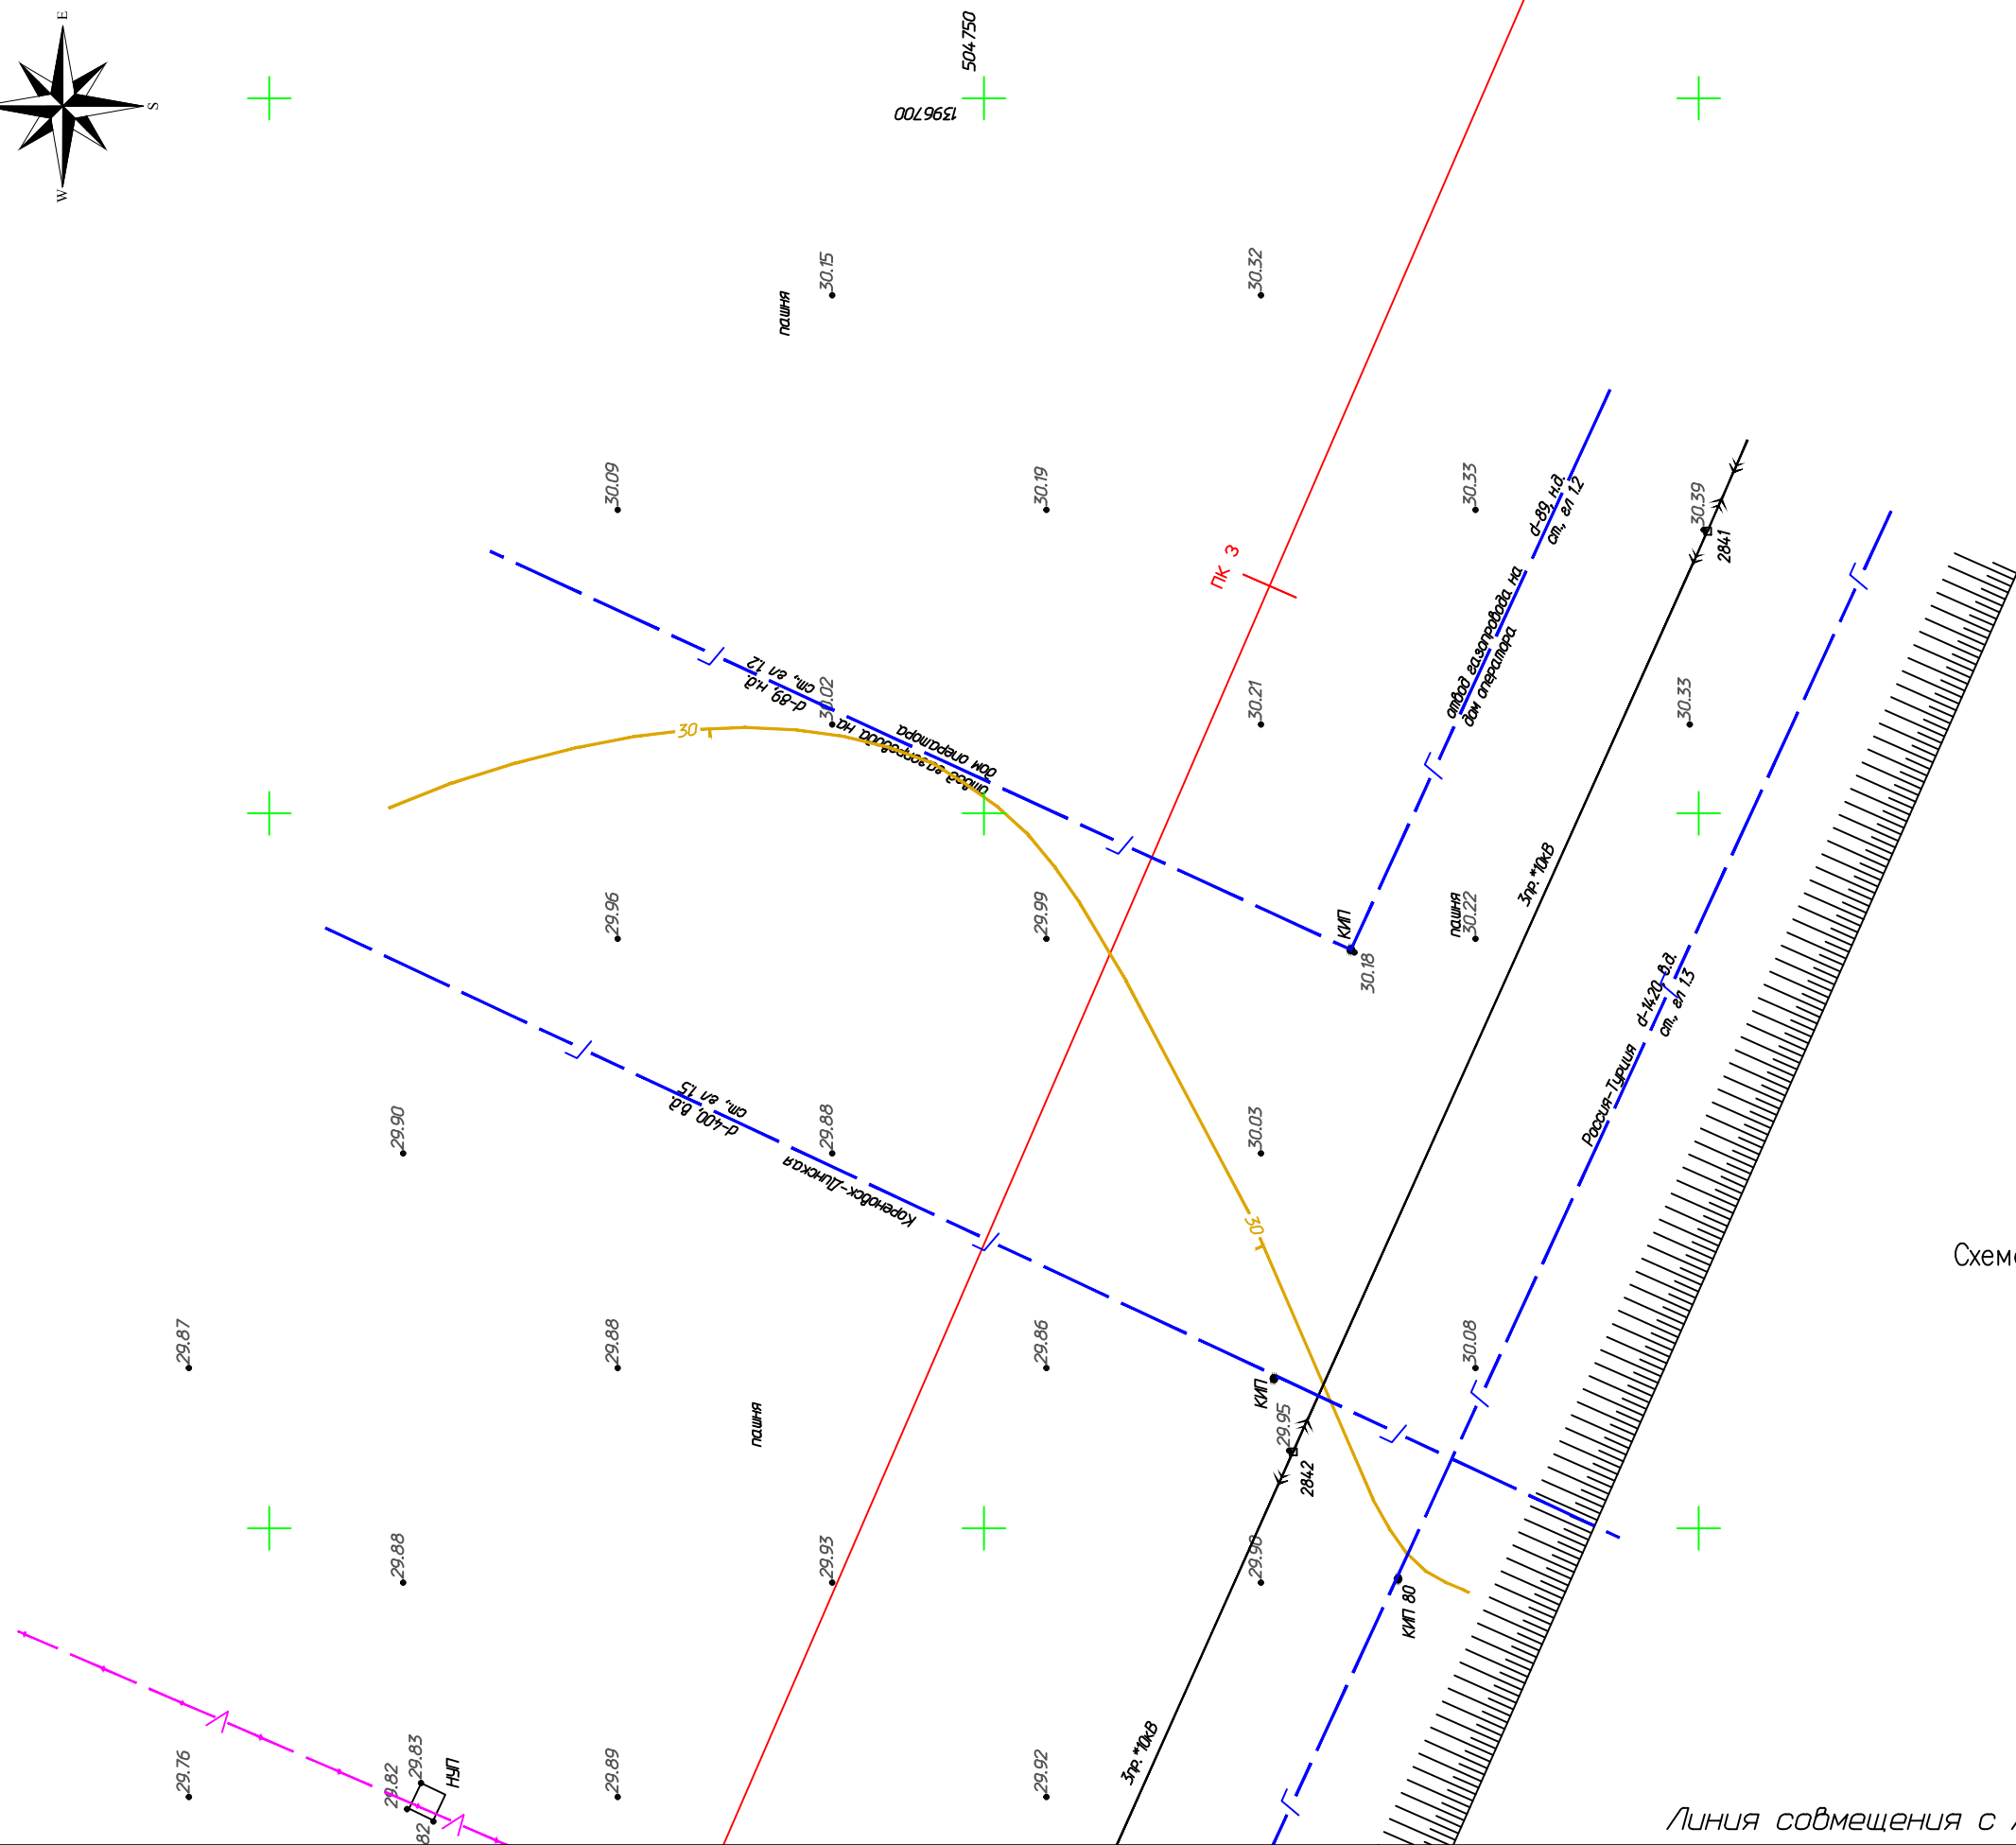 E
S
W
504750
1396700
30.15
30.32
пашня
30.09
30.19
30.33
30.39
2841
d-89, н.д.
ст., гл 1.2
ПК 3
отвод газопровода на
дом оператора
d-89, н.д.
ст., гл 1.2
30.02
30.21
30.33
30
отвод газопровода на
дом оператора
3пр.*10кВ
29.96
29.99
КИП
30.18
пашня
30.22
d-1420, в.д.
ст., гл 1.3
Россия-Турция
29.90
29.88
30.03
d-400, в.д.
ст., гл 1.5
Кореновск-Динская
30
29.87
29.88
29.86
30.08
КИП
29.95
2842
пашня
29.88
29.93
29.90
КИП 80
29.76
29.82
29.83
НУП
82
29.89
29.92
3пр.*10кВ
Линия совмещения с